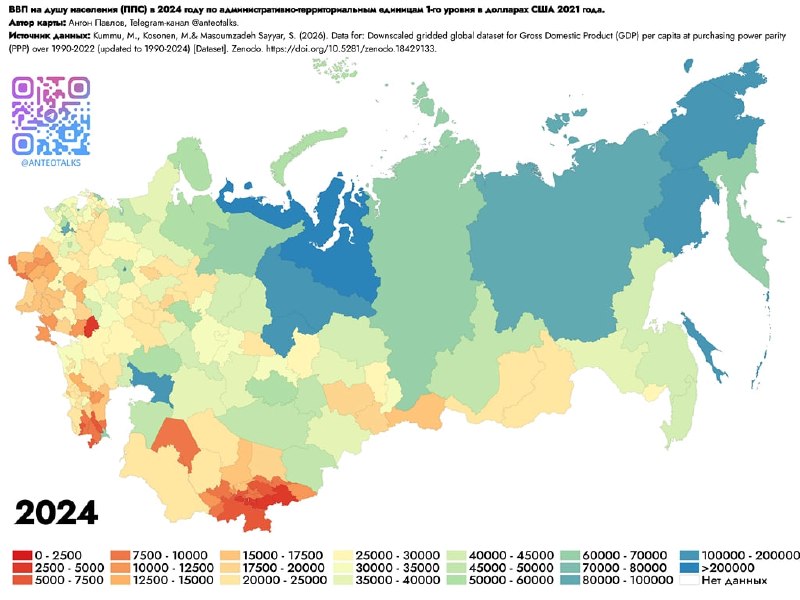 ВВП на душу населения (ППС) в 2024 году по административно-территориальным единицам 1-го уровня в долларах США 2021 года.
Автор карты: Антон Павлов, Telegram-канал @anteotalks.
Источник данных: Kummu, M., Kosonen, M.& Masoumzadeh Sayyar, S. (2026). Data for: Downscaled gridded global dataset for Gross Domestic Product (GDP) per capita at purchasing power parity
(PPP) over 1990-2022 (updated to 1990-2024) [Dataset]. Zenodo. https://doi.org/10.5281/zenodo.18429133.
@ANTEOTALKS
2024
0 - 2500 7500 - 10000 15000 - 17500 25000 - 30000 40000 - 45000 60000 - 70000 100000 - 200000
2500 - 5000 10000 - 12500 17500 - 20000 30000 - 35000 45000 - 50000 70000 - 80000 >200000
5000 - 7500 12500 - 15000 20000 - 25000 35000 - 40000 50000 - 60000 80000 - 100000 Нет данных